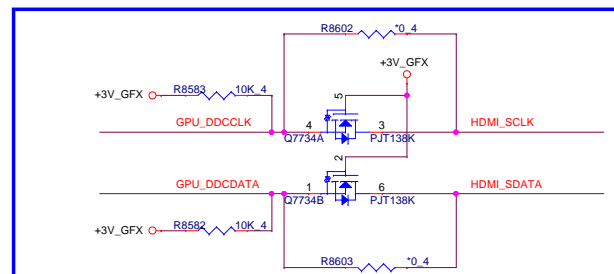 R8602 *0_4
+3V_GFX
+3V_GFX R8583 10K_4
5
GPU_DDCCLK 4 3 HDMI_SCLK
Q7734A PJT138K
2
GPU_DDCDATA 1 6 HDMI_SDATA
Q7734B PJT138K
R8582 10K_4
+3V_GFX
R8603 *0_4